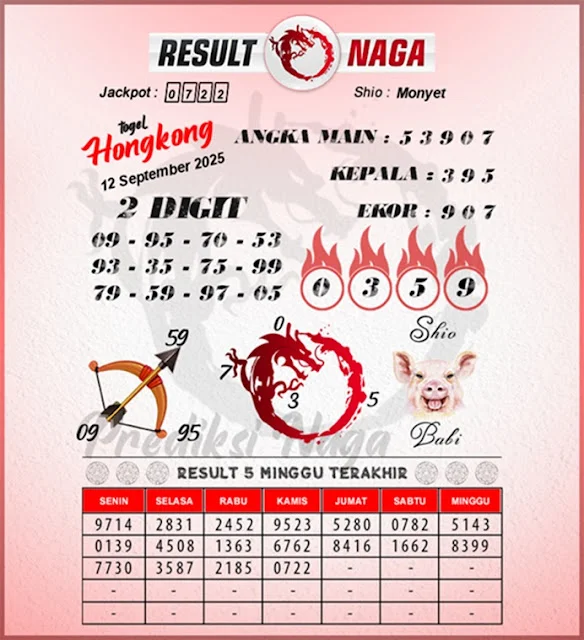 RESULT NAGA
Jackpot : 0722
Shio : Monyet
togel
Hongkong
12 September 2025
ANGKA MAIN : 5 3 9 0 7
KEPALA : 3 9 5
EKOR : 9 0 7
2 DIGIT
09 - 95 - 70 - 53
93 - 35 - 75 - 99
79 - 59 - 97 - 05
0 3 5 9
59
09 95
0
7
3
5
Shio
Babi
Prediksi Naga
RESULT 5 MINGGU TERAKHIR
SENIN SELASA RABU KAMIS JUMAT SABTU MINGGU
9714 2831 2452 9523 5280 0782 5143
0139 4508 1363 6762 8416 1662 8399
7730 3587 2185 0722 - - -
- - - - - - -
- - - - - - -